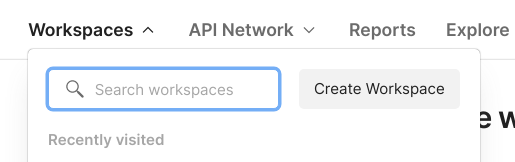 Workspaces API Network Reports Explore
Search workspaces Create Workspace
Recently visited